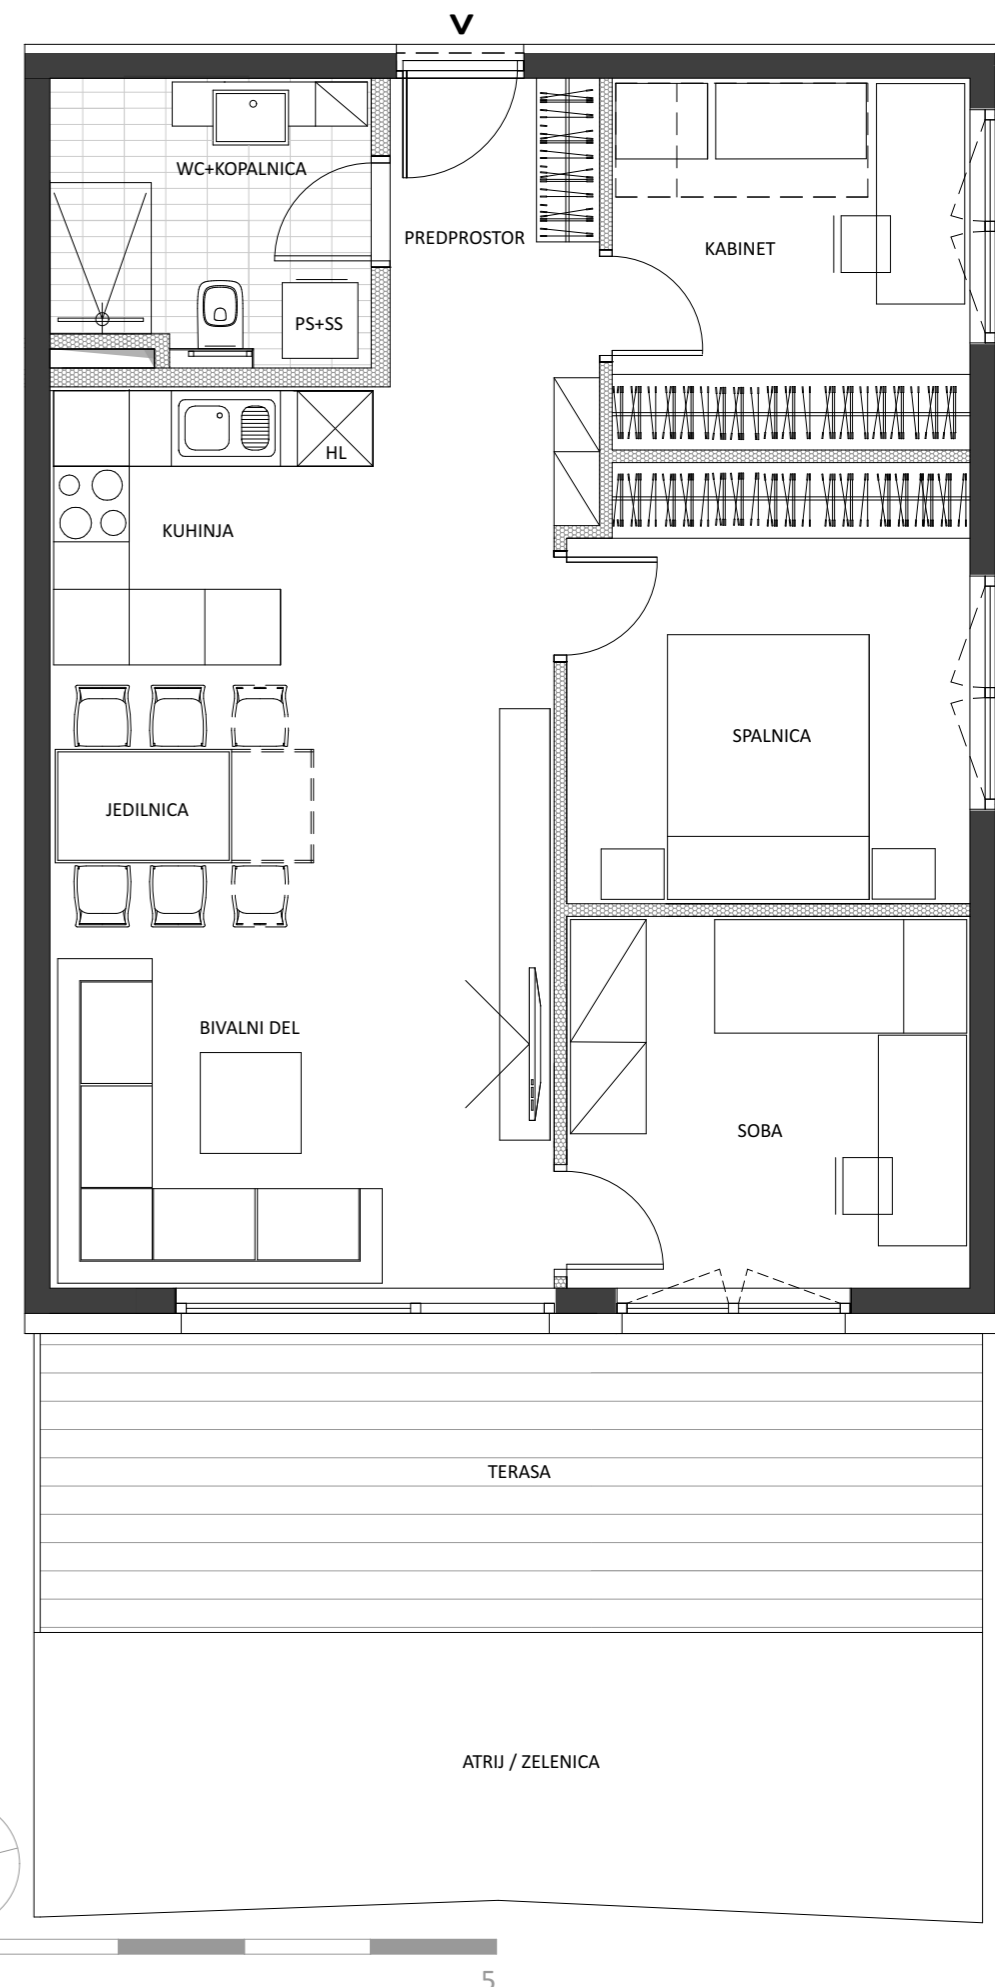 V
WC+KOPALNICA
PREDPROSTOR
KABINET
PS+SS
HL
KUHINJA
SPALNICA
JEDILNICA
BIVALNI DEL
SOBA
TERASA
ATRIJ / ZELENICA
5